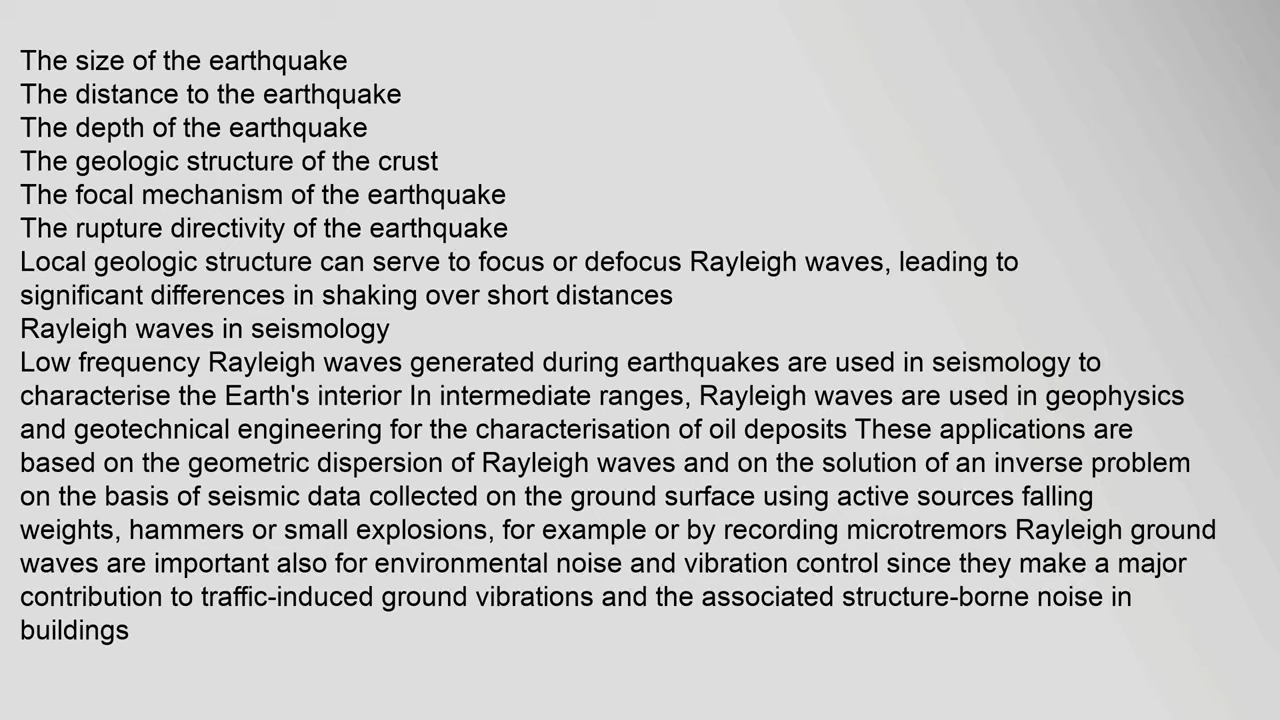 The size of the earthquake
The distance to the earthquake
The depth of the earthquake
The geologic structure of the crust
The focal mechanism of the earthquake
The rupture directivity of the earthquake
Local geologic structure can serve to focus or defocus Rayleigh waves, leading to
significant differences in shaking over short distances
Rayleigh waves in seismology
Low frequency Rayleigh waves generated during earthquakes are used in seismology to
characterise the Earth's interior In intermediate ranges, Rayleigh waves are used in geophysics
and geotechnical engineering for the characterisation of oil deposits These applications are
based on the geometric dispersion of Rayleigh waves and on the solution of an inverse problem
on the basis of seismic data collected on the ground surface using active sources falling
weights, hammers or small explosions, for example or by recording microtremors Rayleigh ground
waves are important also for environmental noise and vibration control since they make a major
contribution to traffic-induced ground vibrations and the associated structure-borne noise in
buildings